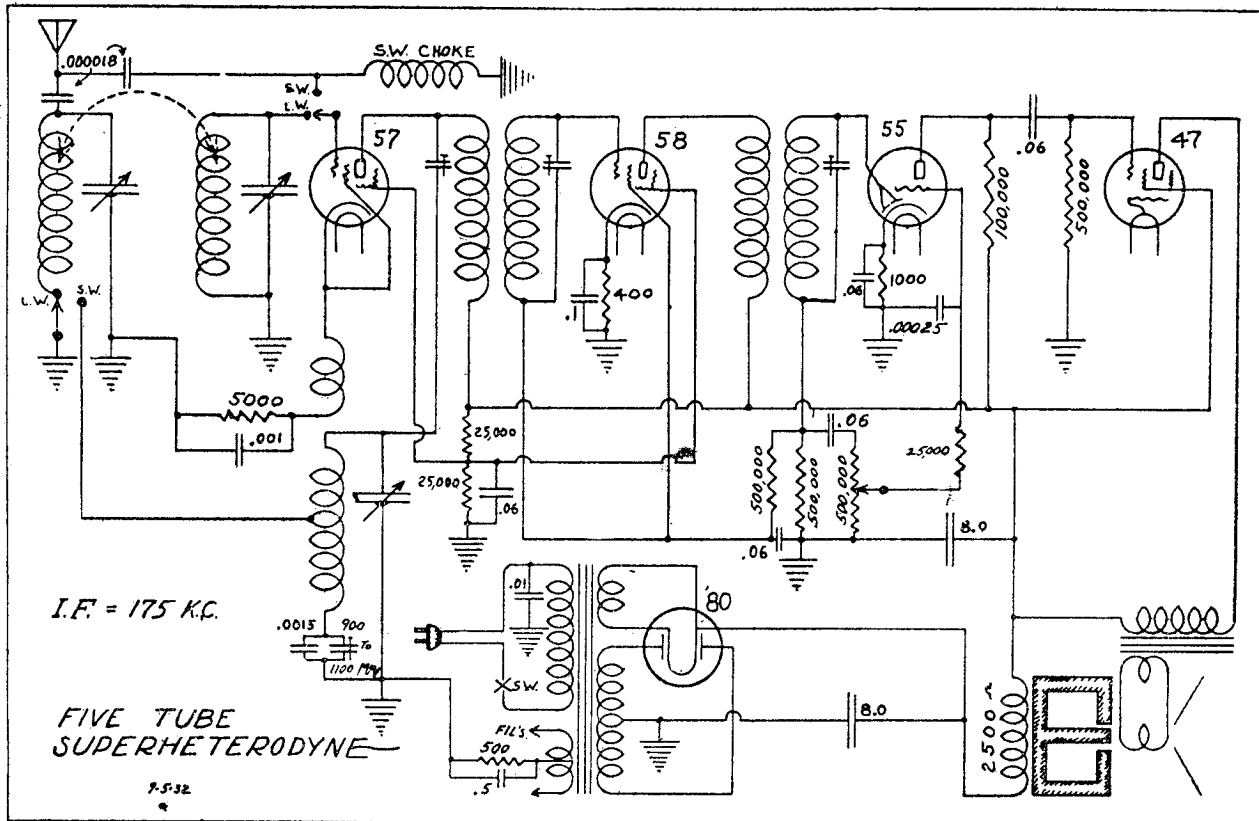 S.W. CHOKE
.000018
S.W.
L.W.
57
58
55
47
.06
100,000
500,000
L.W.
S.W.
.1
400
.06
1000
.00025
5000
.001
25,000
25,000
.06
.06
500,000
500,000
500,000
25,000
.06
8.0
I.F. = 175 K.C.
.01
'80
.0015
900
To
1100
S.W.
8.0
2500 Ω
FIVE TUBE
SUPERHETERODYNE
FIL'S
500
.5
9-5-32